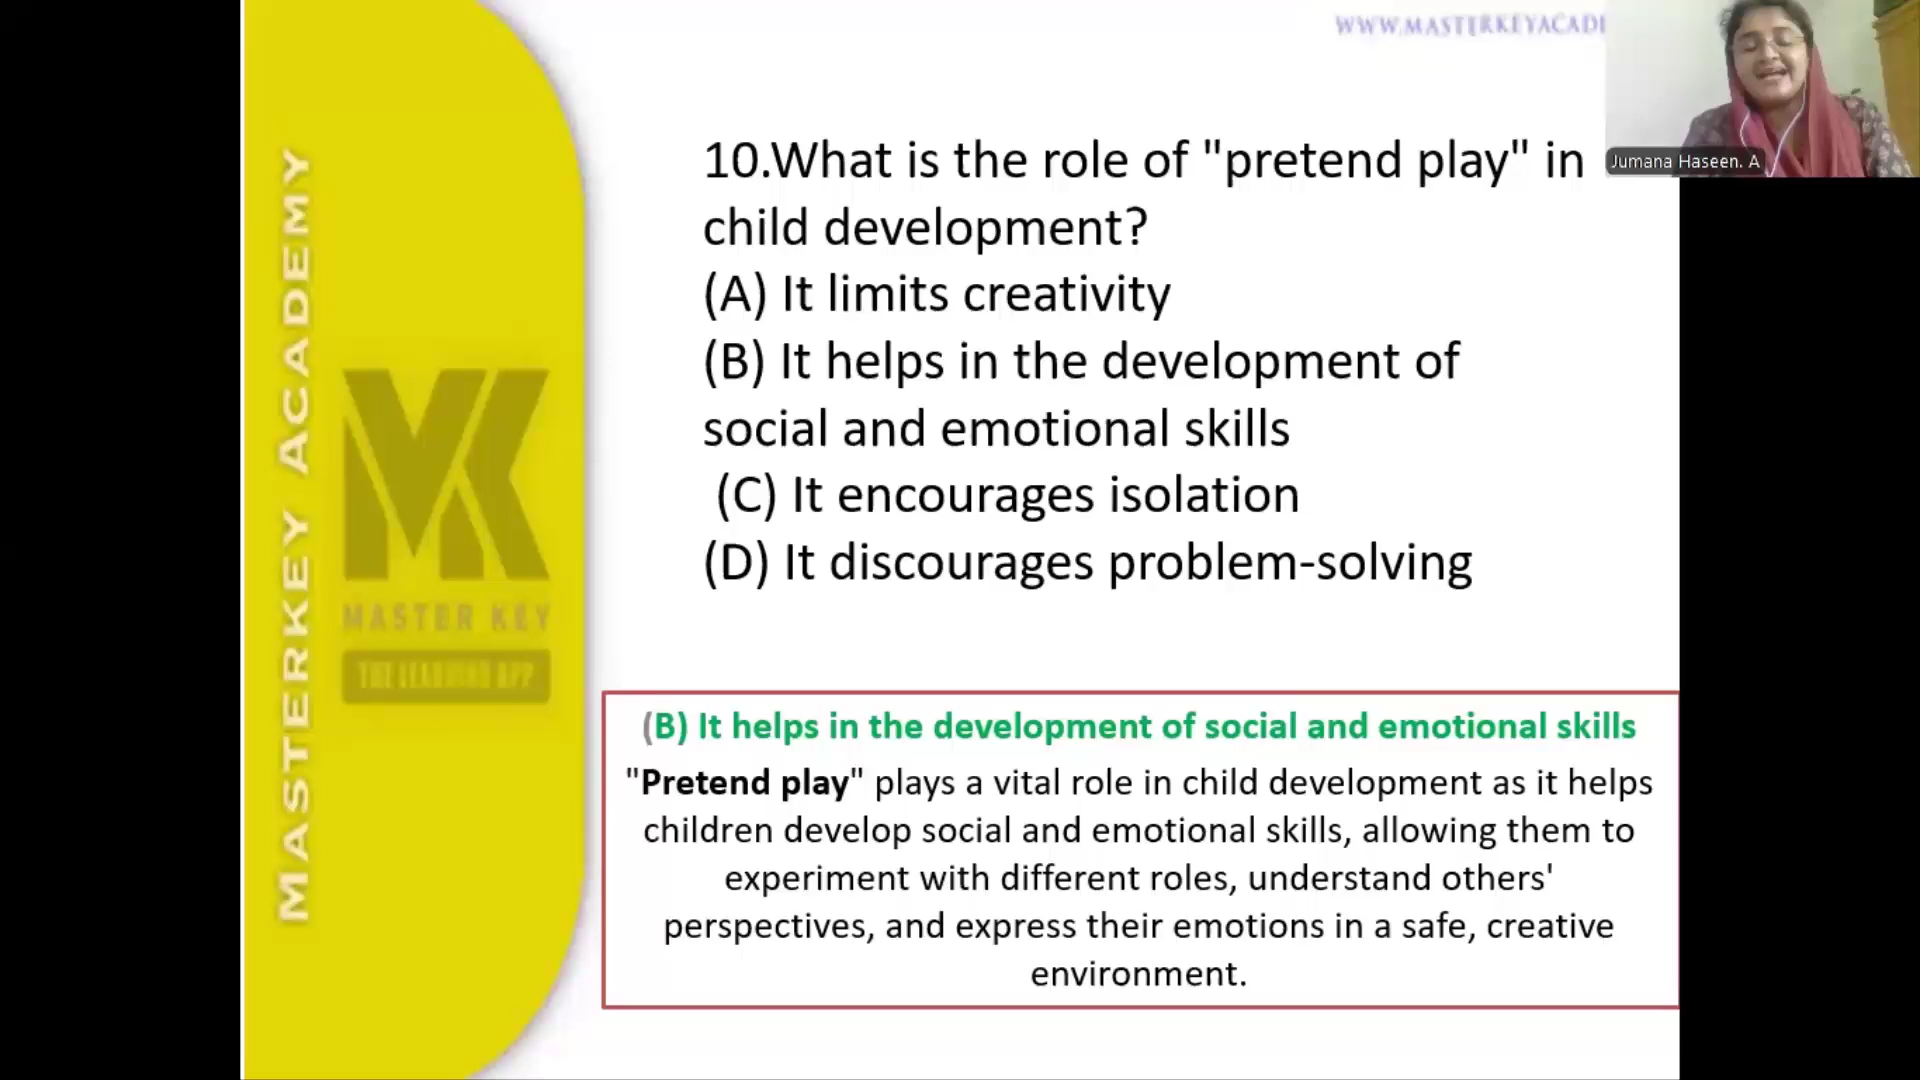 WWW.MASTERKEYACADE
Jumana Haseen. A
MASTERKEY ACADEMY
MASTER KEY
THE LEARNING APP
10.What is the role of "pretend play" in
child development?
(A) It limits creativity
(B) It helps in the development of
social and emotional skills
(C) It encourages isolation
(D) It discourages problem-solving
(B) It helps in the development of social and emotional skills
"Pretend play" plays a vital role in child development as it helps
children develop social and emotional skills, allowing them to
experiment with different roles, understand others'
perspectives, and express their emotions in a safe, creative
environment.